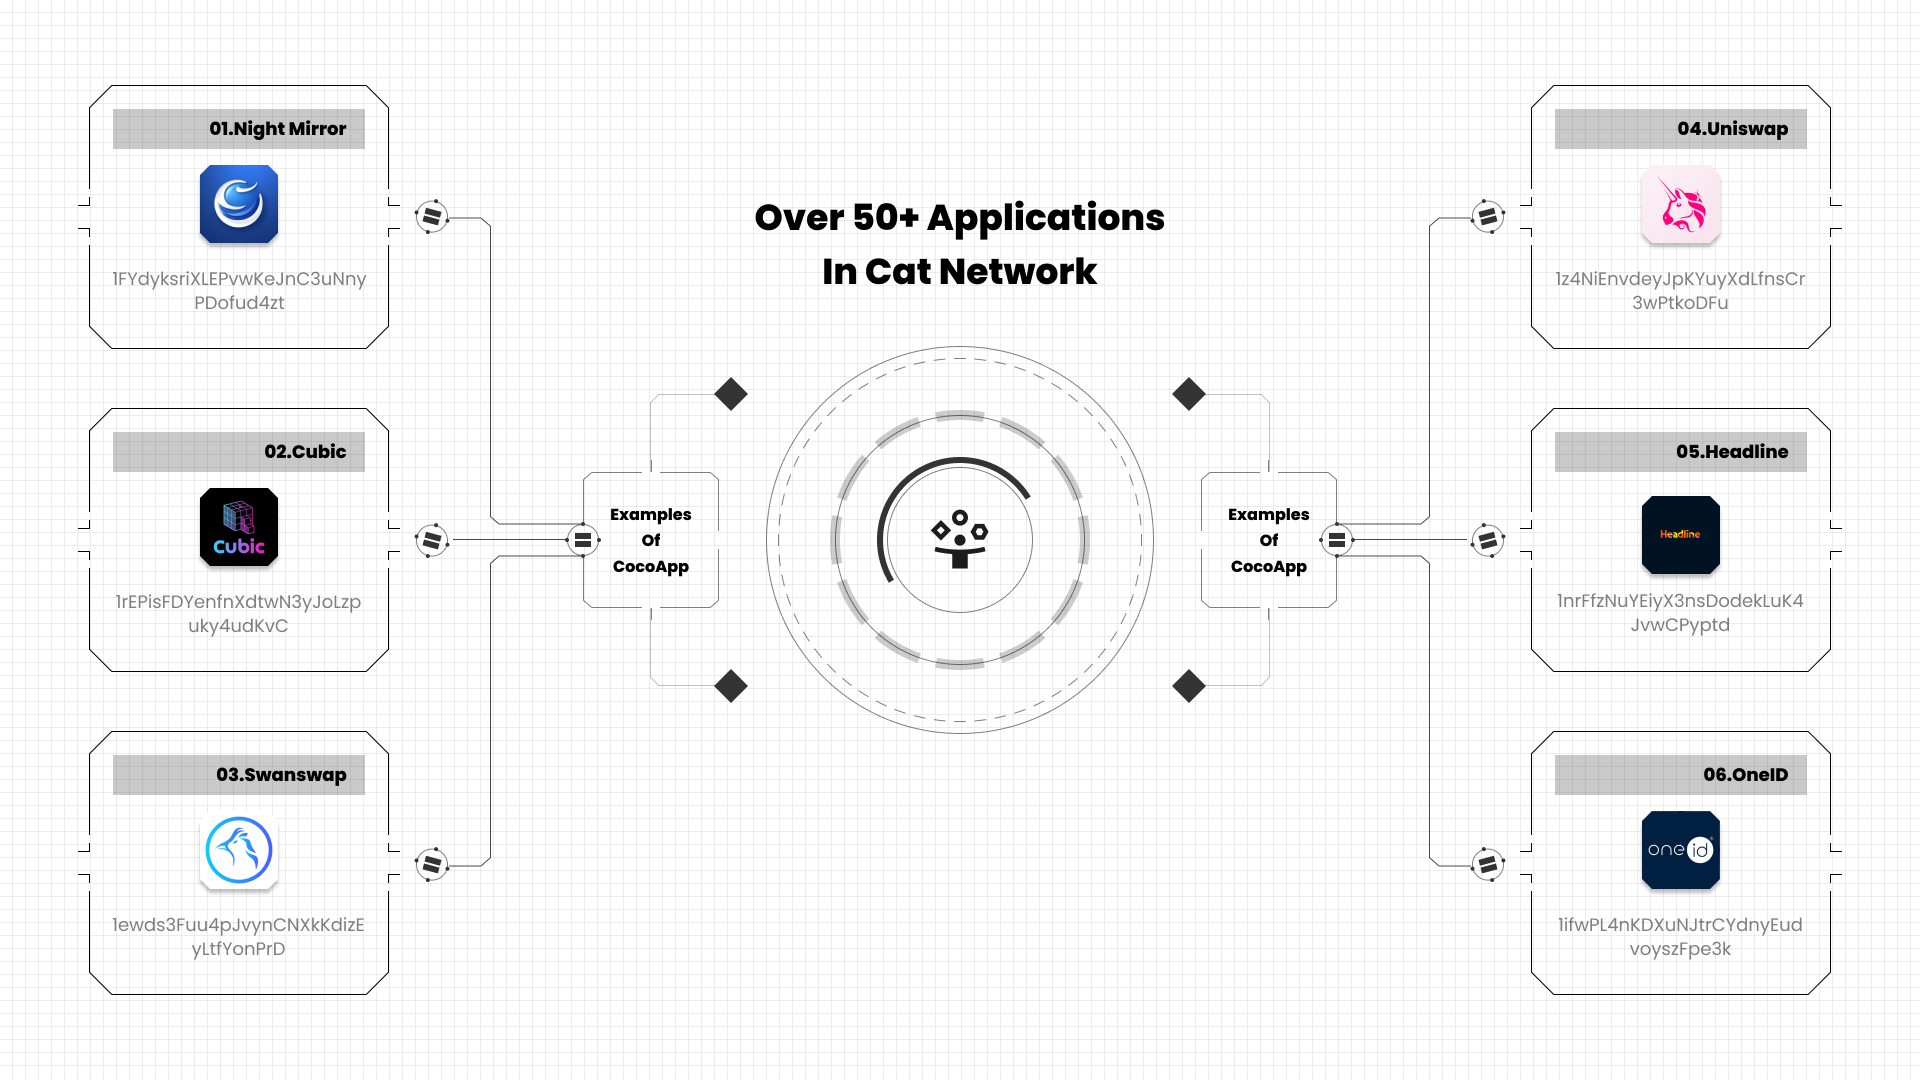 Over 50+ Applications
In Cat Network
01.Night Mirror
1FYdyksriXLEPvwKeJnC3uNny
PDofud4zt
02.Cubic
Cubic
1rEPisFDYenfnXdtwN3yJoLzp
uky4udKvC
03.Swanswap
1ewds3Fuu4pJvynCNXkKdizE
yLtfYonPrD
Examples
Of
CocoApp
Examples
Of
CocoApp
04.Uniswap
1z4NiEnvdeyJpKYuyXdLfnsCr
3wPtkoDFu
05.Headline
Headline
1nrFfzNuYEiyX3nsDodekLuK4
JvwCPyptd
06.OneID
oneid
1ifwPL4nKDXuNJtrCYdnyEud
voyszFpe3k